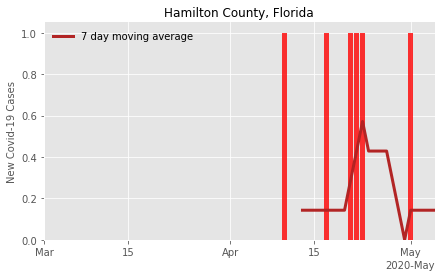 Hamilton County, Florida
7 day moving average
New Covid-19 Cases
1.0
0.8
0.6
0.4
0.2
0.0
Mar 15 Apr 15 May
2020-May